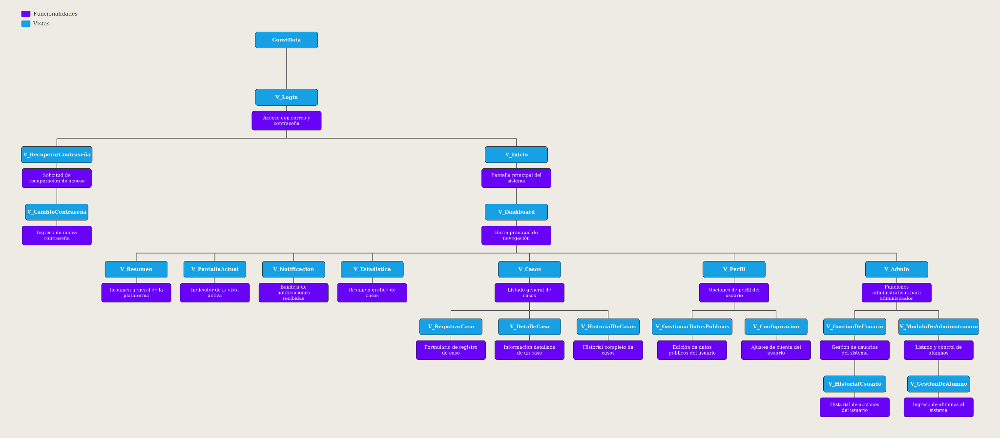 Funcionalidades
Vistas
ConviData
V_Login
Acceso con correo y
contraseña
V_RecuperarContraseña
V_Inicio
Solicitud de
recuperación de acceso
Pantalla principal del
sistema
V_CambioContraseña
V_Dashboard
Ingreso de nueva
contraseña
Barra principal de
navegación
V_Resumen
V_PantallaActual
V_Notificacion
V_Estadistica
V_Casos
V_Perfil
V_Admin
Resumen general de la
plataforma
Indicador de la vista
activa
Bandeja de
notificaciones
recibidas
Resumen gráfico de
casos
Listado general de
casos
Opciones de perfil del
usuario
Funciones
administrativas para
administrador
V_RegistrarCaso
V_DetalleCaso
V_HistorialDeCasos
V_GestionarDatosPublicos
V_Configuracion
V_GestionDeUsuario
V_ModuloDeAdministracion
Formulario de registro
de caso
Información detallada
de un caso
Historial completo de
casos
Edición de datos
públicos del usuario
Ajustes de cuenta del
usuario
Gestión de usuarios
del sistema
Listado y control de
alumnos
V_HistorialUsuario
V_GestionDeAlumno
Historial de acciones
del usuario
Ingreso de alumnos al
sistema